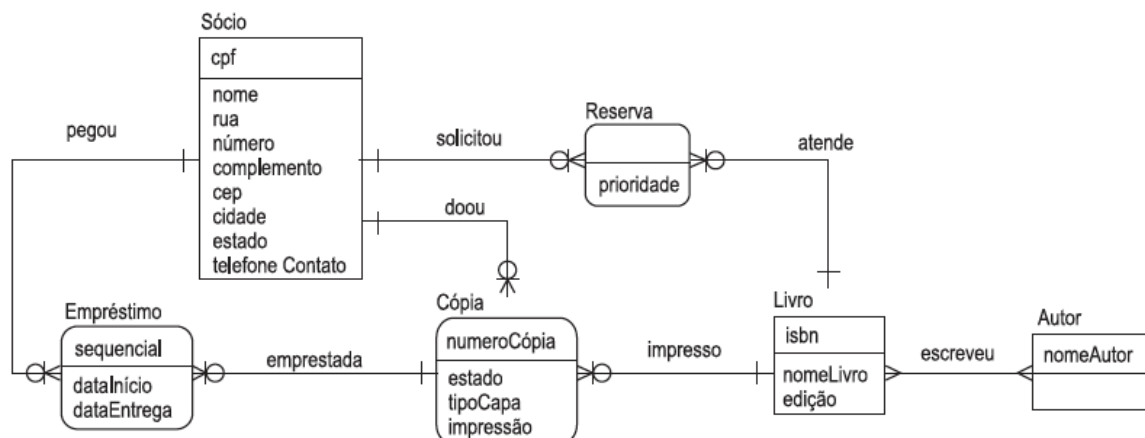 Sócio
cpf
nome
rua
número
complemento
cep
cidade
estado
telefone Contato
pegou
solicitou
Reserva
prioridade
atende
doou
Empréstimo
sequencial
dataInício
dataEntrega
emprestada
Cópia
numeroCópia
estado
tipoCapa
impressão
impresso
Livro
isbn
nomeLivro
edição
escreveu
Autor
nomeAutor